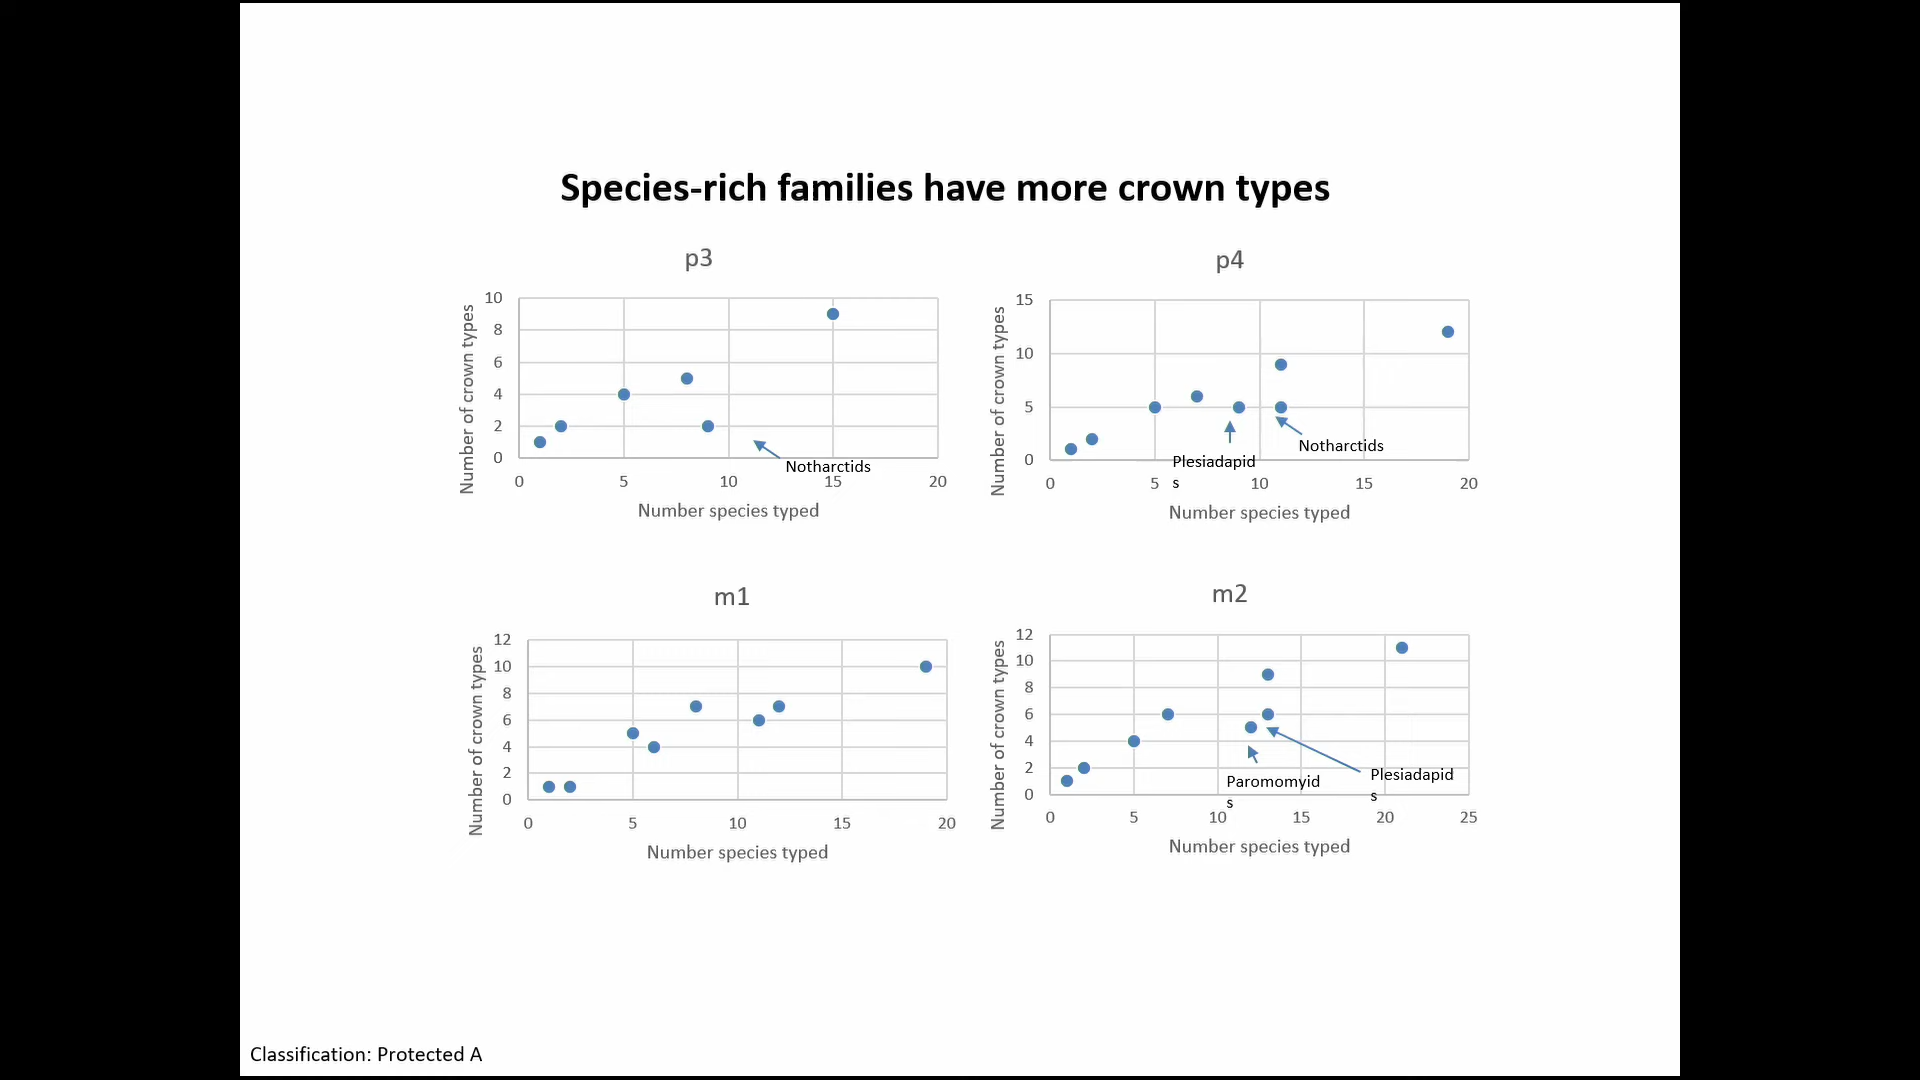 Species-rich families have more crown types
p3
Number of crown types
10
8
6
4
2
0
Notharctids
0 5 10 15 20
Number species typed
p4
Number of crown types
15
10
5
0
Notharctids
Plesiadapid
s
0 5 10 15 20
Number species typed
m1
Number of crown types
12
10
8
6
4
2
0
0 5 10 15 20
Number species typed
m2
Number of crown types
12
10
8
6
4
2
0
Paromomyid
s
Plesiadapid
s
0 5 10 15 20 25
Number species typed
Classification: Protected A